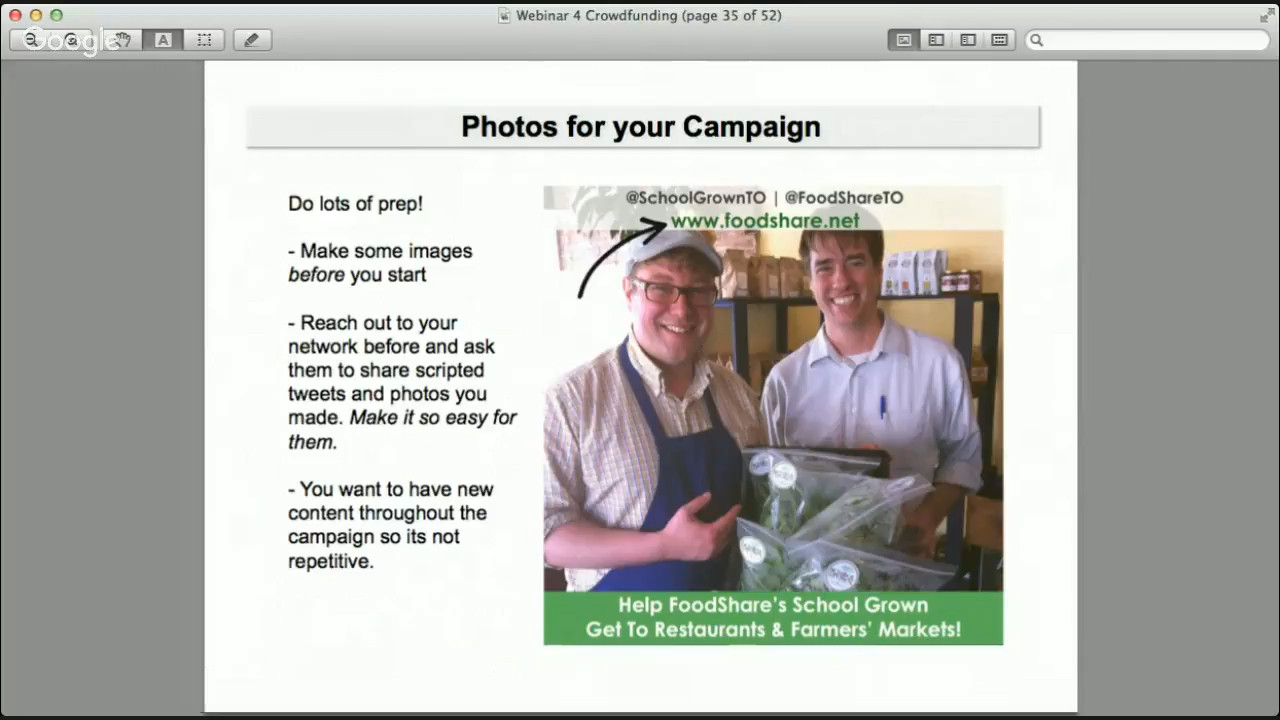 Webinar 4 Crowdfunding (page 35 of 52)
Google
A
Photos for your Campaign
Do lots of prep!
- Make some images
before you start
- Reach out to your
network before and ask
them to share scripted
tweets and photos you
made. Make it so easy for
them.
- You want to have new
content throughout the
campaign so its not
repetitive.
@SchoolGrownTO | @FoodShareTO
www.foodshare.net
Help FoodShare's School Grown
Get To Restaurants & Farmers' Markets!